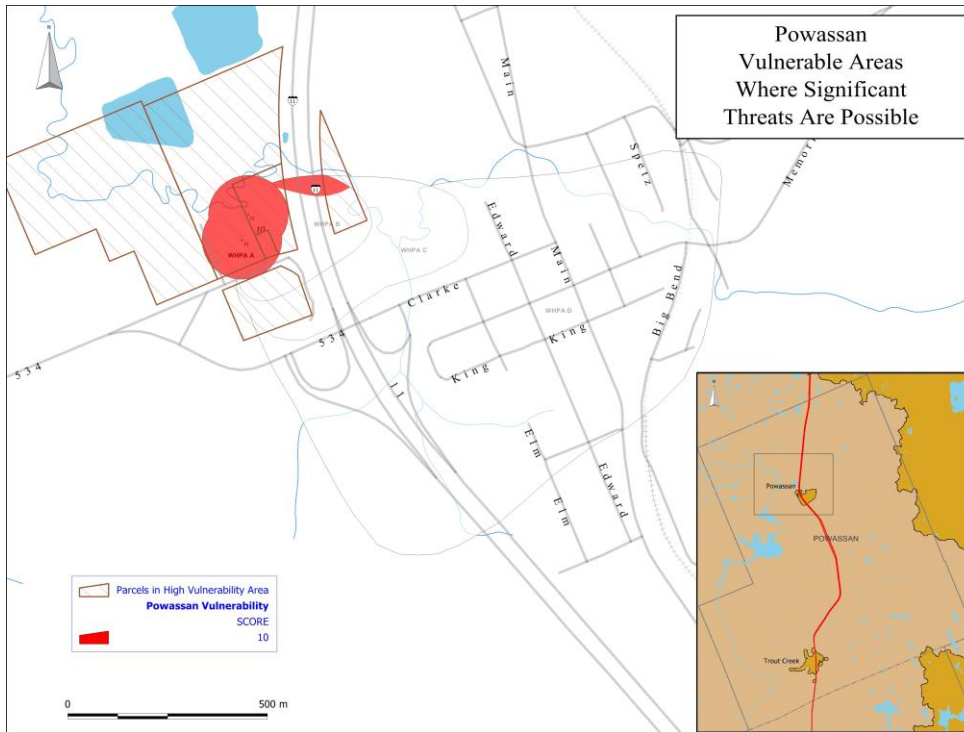 Powassan
Vulnerable Areas
Where Significant
Threats Are Possible
N
Main
11
Spetz
Memori
11
WHPA B
10
WHPA A
WHPA C
Edward
Main
Big Bend
Clarke
WHPA D
534
534
King
King
11
Elm
Elm
Edward
Parcels in High Vulnerability Area
Powassan Vulnerability
SCORE
10
0
500 m
Powassan
POWASSAN
Trout Creek